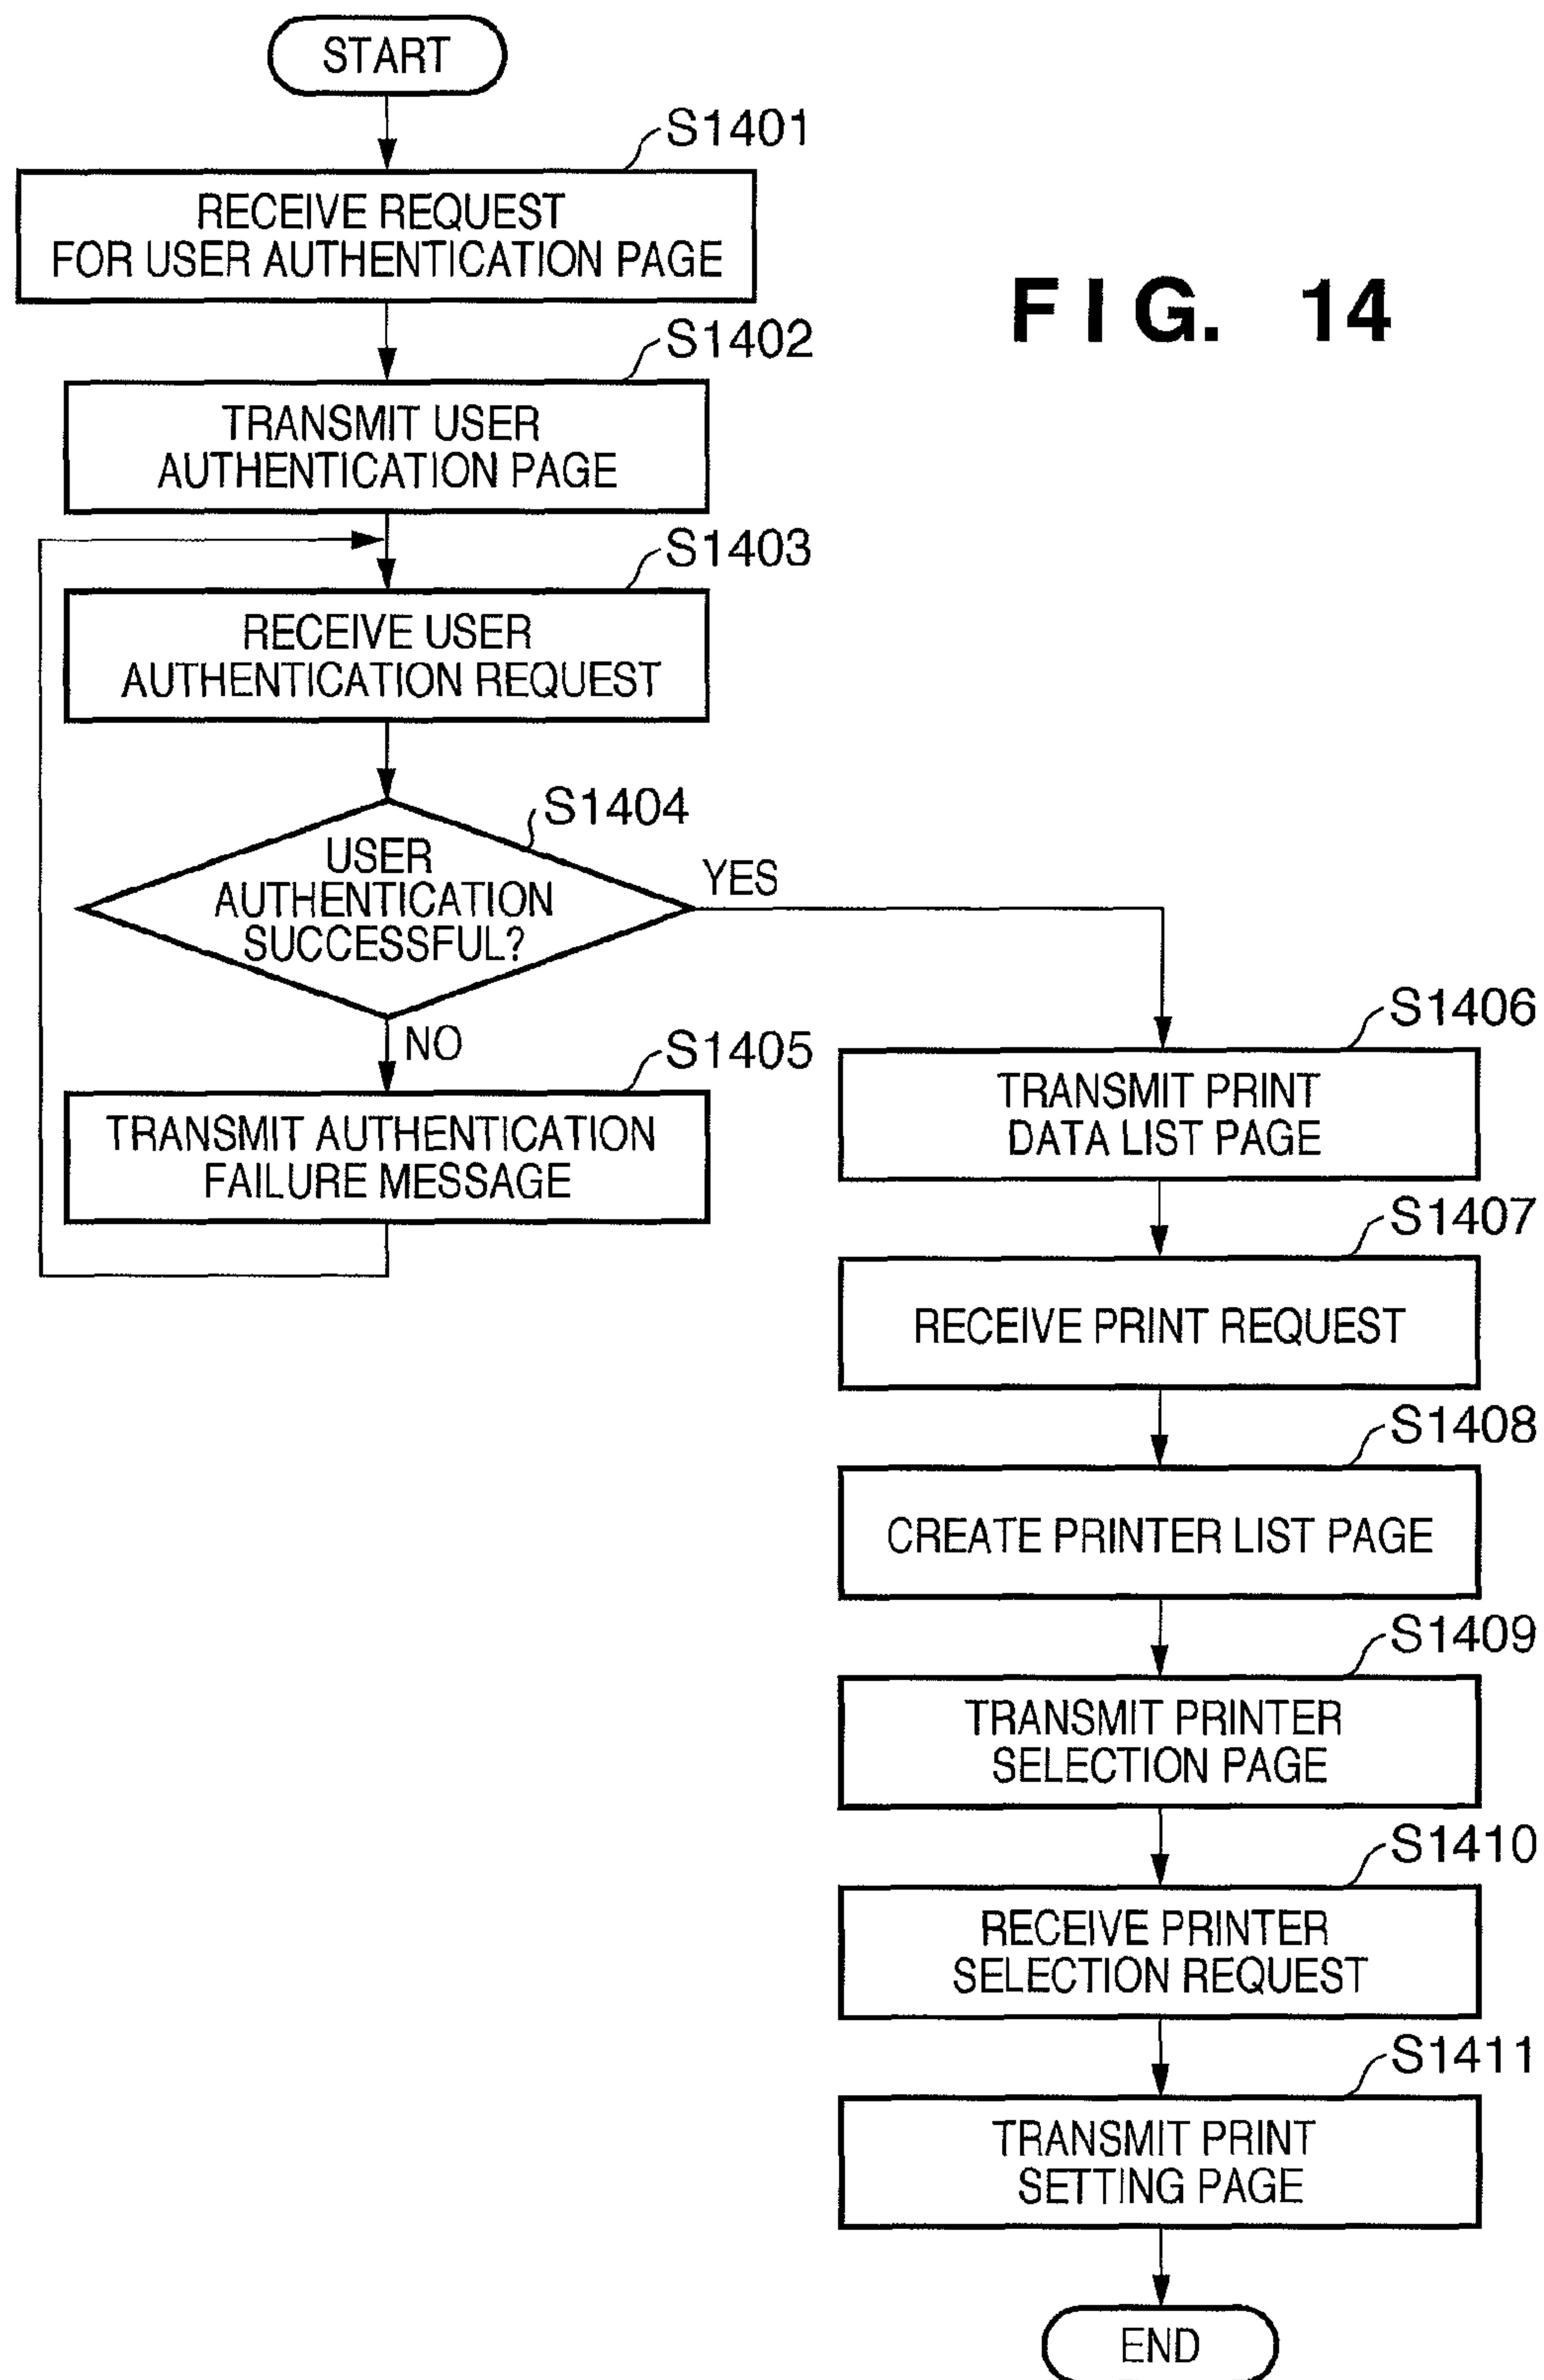 START
S1401
RECEIVE REQUEST
FOR USER AUTHENTICATION PAGE
FIG. 14
S1402
TRANSMIT USER
AUTHENTICATION PAGE
S1403
RECEIVE USER
AUTHENTICATION REQUEST
S1404
USER
AUTHENTICATION
SUCCESSFUL?
YES
NO
S1405
TRANSMIT AUTHENTICATION
FAILURE MESSAGE
S1406
TRANSMIT PRINT
DATA LIST PAGE
S1407
RECEIVE PRINT REQUEST
S1408
CREATE PRINTER LIST PAGE
S1409
TRANSMIT PRINTER
SELECTION PAGE
S1410
RECEIVE PRINTER
SELECTION REQUEST
S1411
TRANSMIT PRINT
SETTING PAGE
END